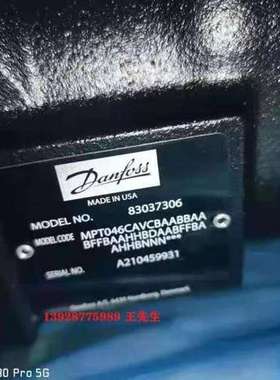 Danfoss
MADE IN USA
MODEL NO. 83037306
MODEL CODE MPT046CAVCBAABBAA
BFFBAAHHBDAABFFBA
AHHBNNN***
SERIAL NO. A210459931
13928775989 王先生
30 Pro 5G